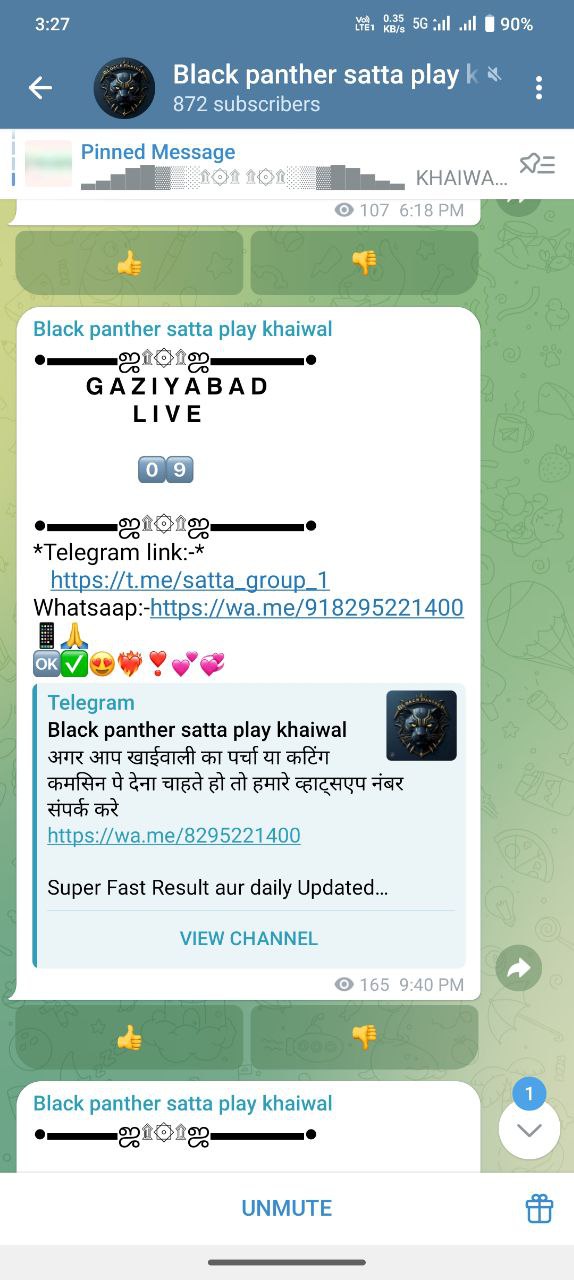 3:27 Vo) LTE1 0.35 KB/s 5G 90%
Black panther satta play k
872 subscribers
Pinned Message
KHAIWA...
107 6:18 PM
Black panther satta play khaiwal
●▬▬▬▬ஜ۩۞۩ஜ▬▬▬▬●
GAZIYABAD
LIVE
0 9
●▬▬▬▬ஜ۩۞۩ஜ▬▬▬▬●
*Telegram link:-*
https://t.me/satta_group_1
Whatsaap:-https://wa.me/918295221400
📱🙏
🆗✅😍❤️‍🔥❣️💕💞
Telegram
Black panther satta play khaiwal
अगर आप खाईवाली का पर्चा या कटिंग
कमसिन पे देना चाहते हो तो हमारे व्हाट्सएप नंबर
संपर्क करे
https://wa.me/8295221400
Super Fast Result aur daily Updated...
VIEW CHANNEL
165 9:40 PM
Black panther satta play khaiwal
●▬▬▬▬ஜ۩۞۩ஜ▬▬▬▬●
1
UNMUTE